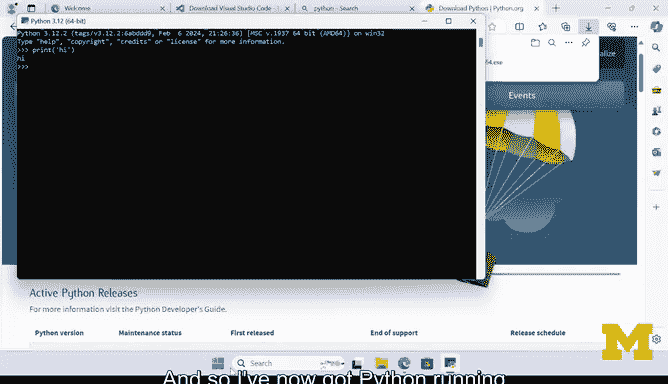 Welcome
Download Visual Studio Code
python - Search
Download Python | Python.org
Python 3.12 (64-bit)
Python 3.12.2 (tags/v3.12.2:6abddd9, Feb 6 2024, 21:26:36) [MSC v.1937 64 bit (AMD64)] on win32
Type "help", "copyright", "credits" or "license" for more information.
>>> print('hi')
hi
>>>
64.exe
Events
Active Python Releases
For more information visit the Python Developer's Guide.
Python version Maintenance status First released End of support Release schedule
Search
M
And so I've now got Python running